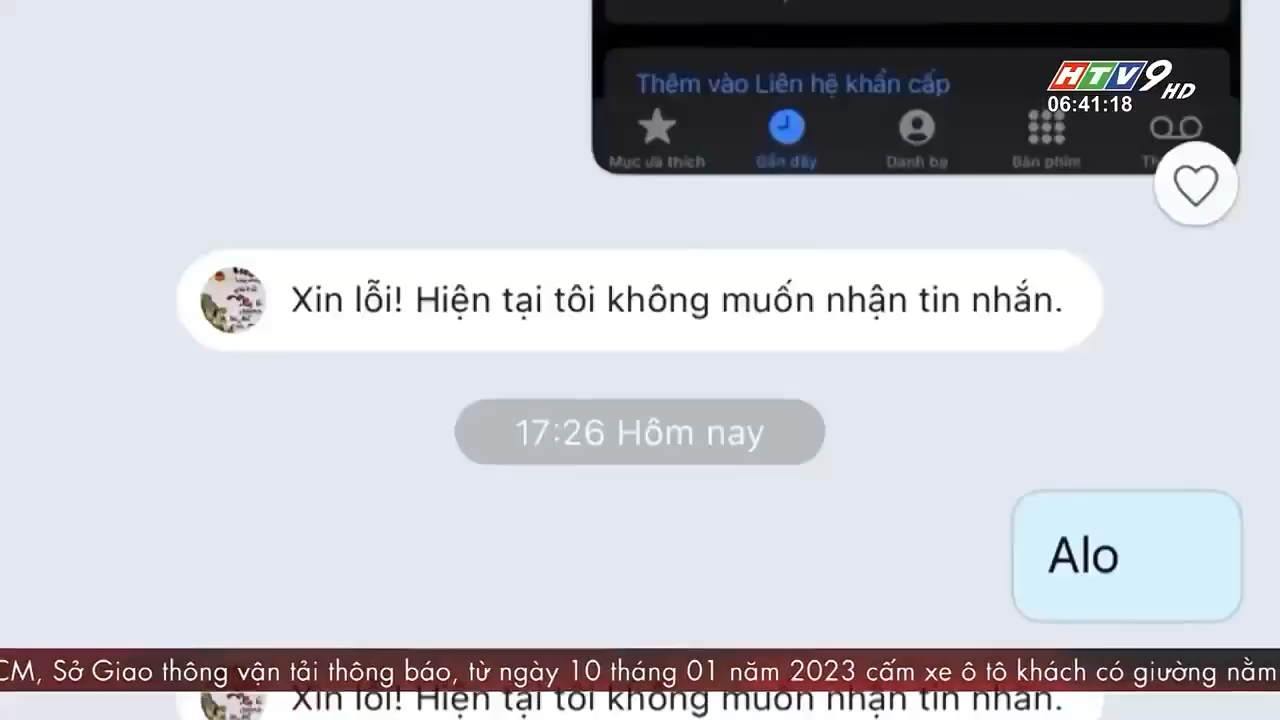 Thêm vào Liên hệ khẩn cấp
HTV9 HD
06:41:18
Mục ưa thích
Gần đây
Danh bạ
Bàn phím
Th
Xin lỗi! Hiện tại tôi không muốn nhận tin nhắn.
17:26 Hôm nay
Alo
CM, Sở Giao thông vận tải thông báo, từ ngày 10 tháng 01 năm 2023 cấm xe ô tô khách có giường nằm
Xin lỗi! Hiện tại tôi không muốn nhận tin nhắn.